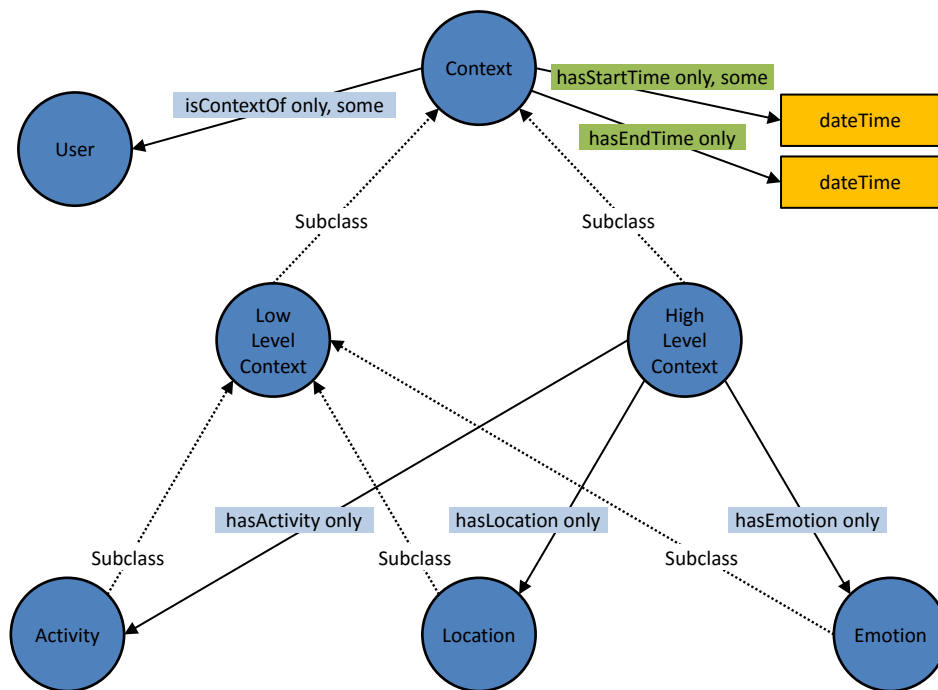 Context
hasStartTime only, some
isContextOf only, some
dateTime
hasEndTime only
User
dateTime
Subclass
Subclass
Low
Level
Context
High
Level
Context
hasActivity only
hasLocation only
hasEmotion only
Subclass
Subclass
Subclass
Activity
Location
Emotion